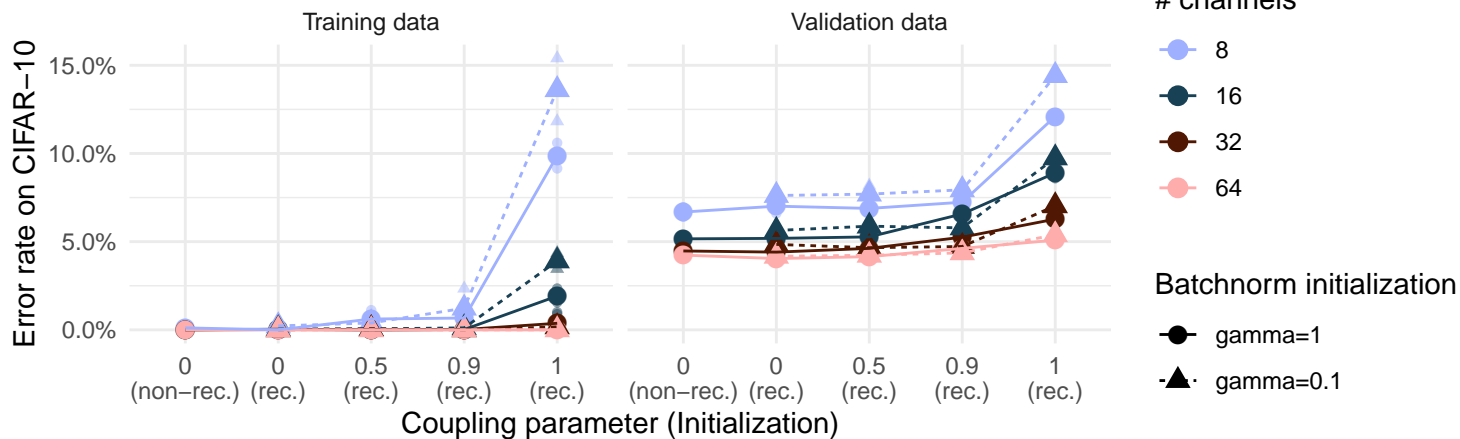 Training data
Validation data
# channels
Error rate on CIFAR−10
15.0%
10.0%
5.0%
0.0%
0
(non−rec.)
0
(rec.)
0.5
(rec.)
0.9
(rec.)
1
(rec.)
0
(non−rec.)
0
(rec.)
0.5
(rec.)
0.9
(rec.)
1
(rec.)
Coupling parameter (Initialization)
8
16
32
64
Batchnorm initialization
gamma=1
gamma=0.1